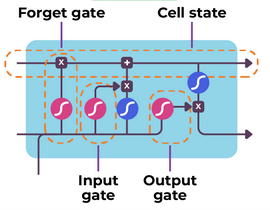 Forget gate
Cell state
x
+
x
x
Input
gate
Output
gate